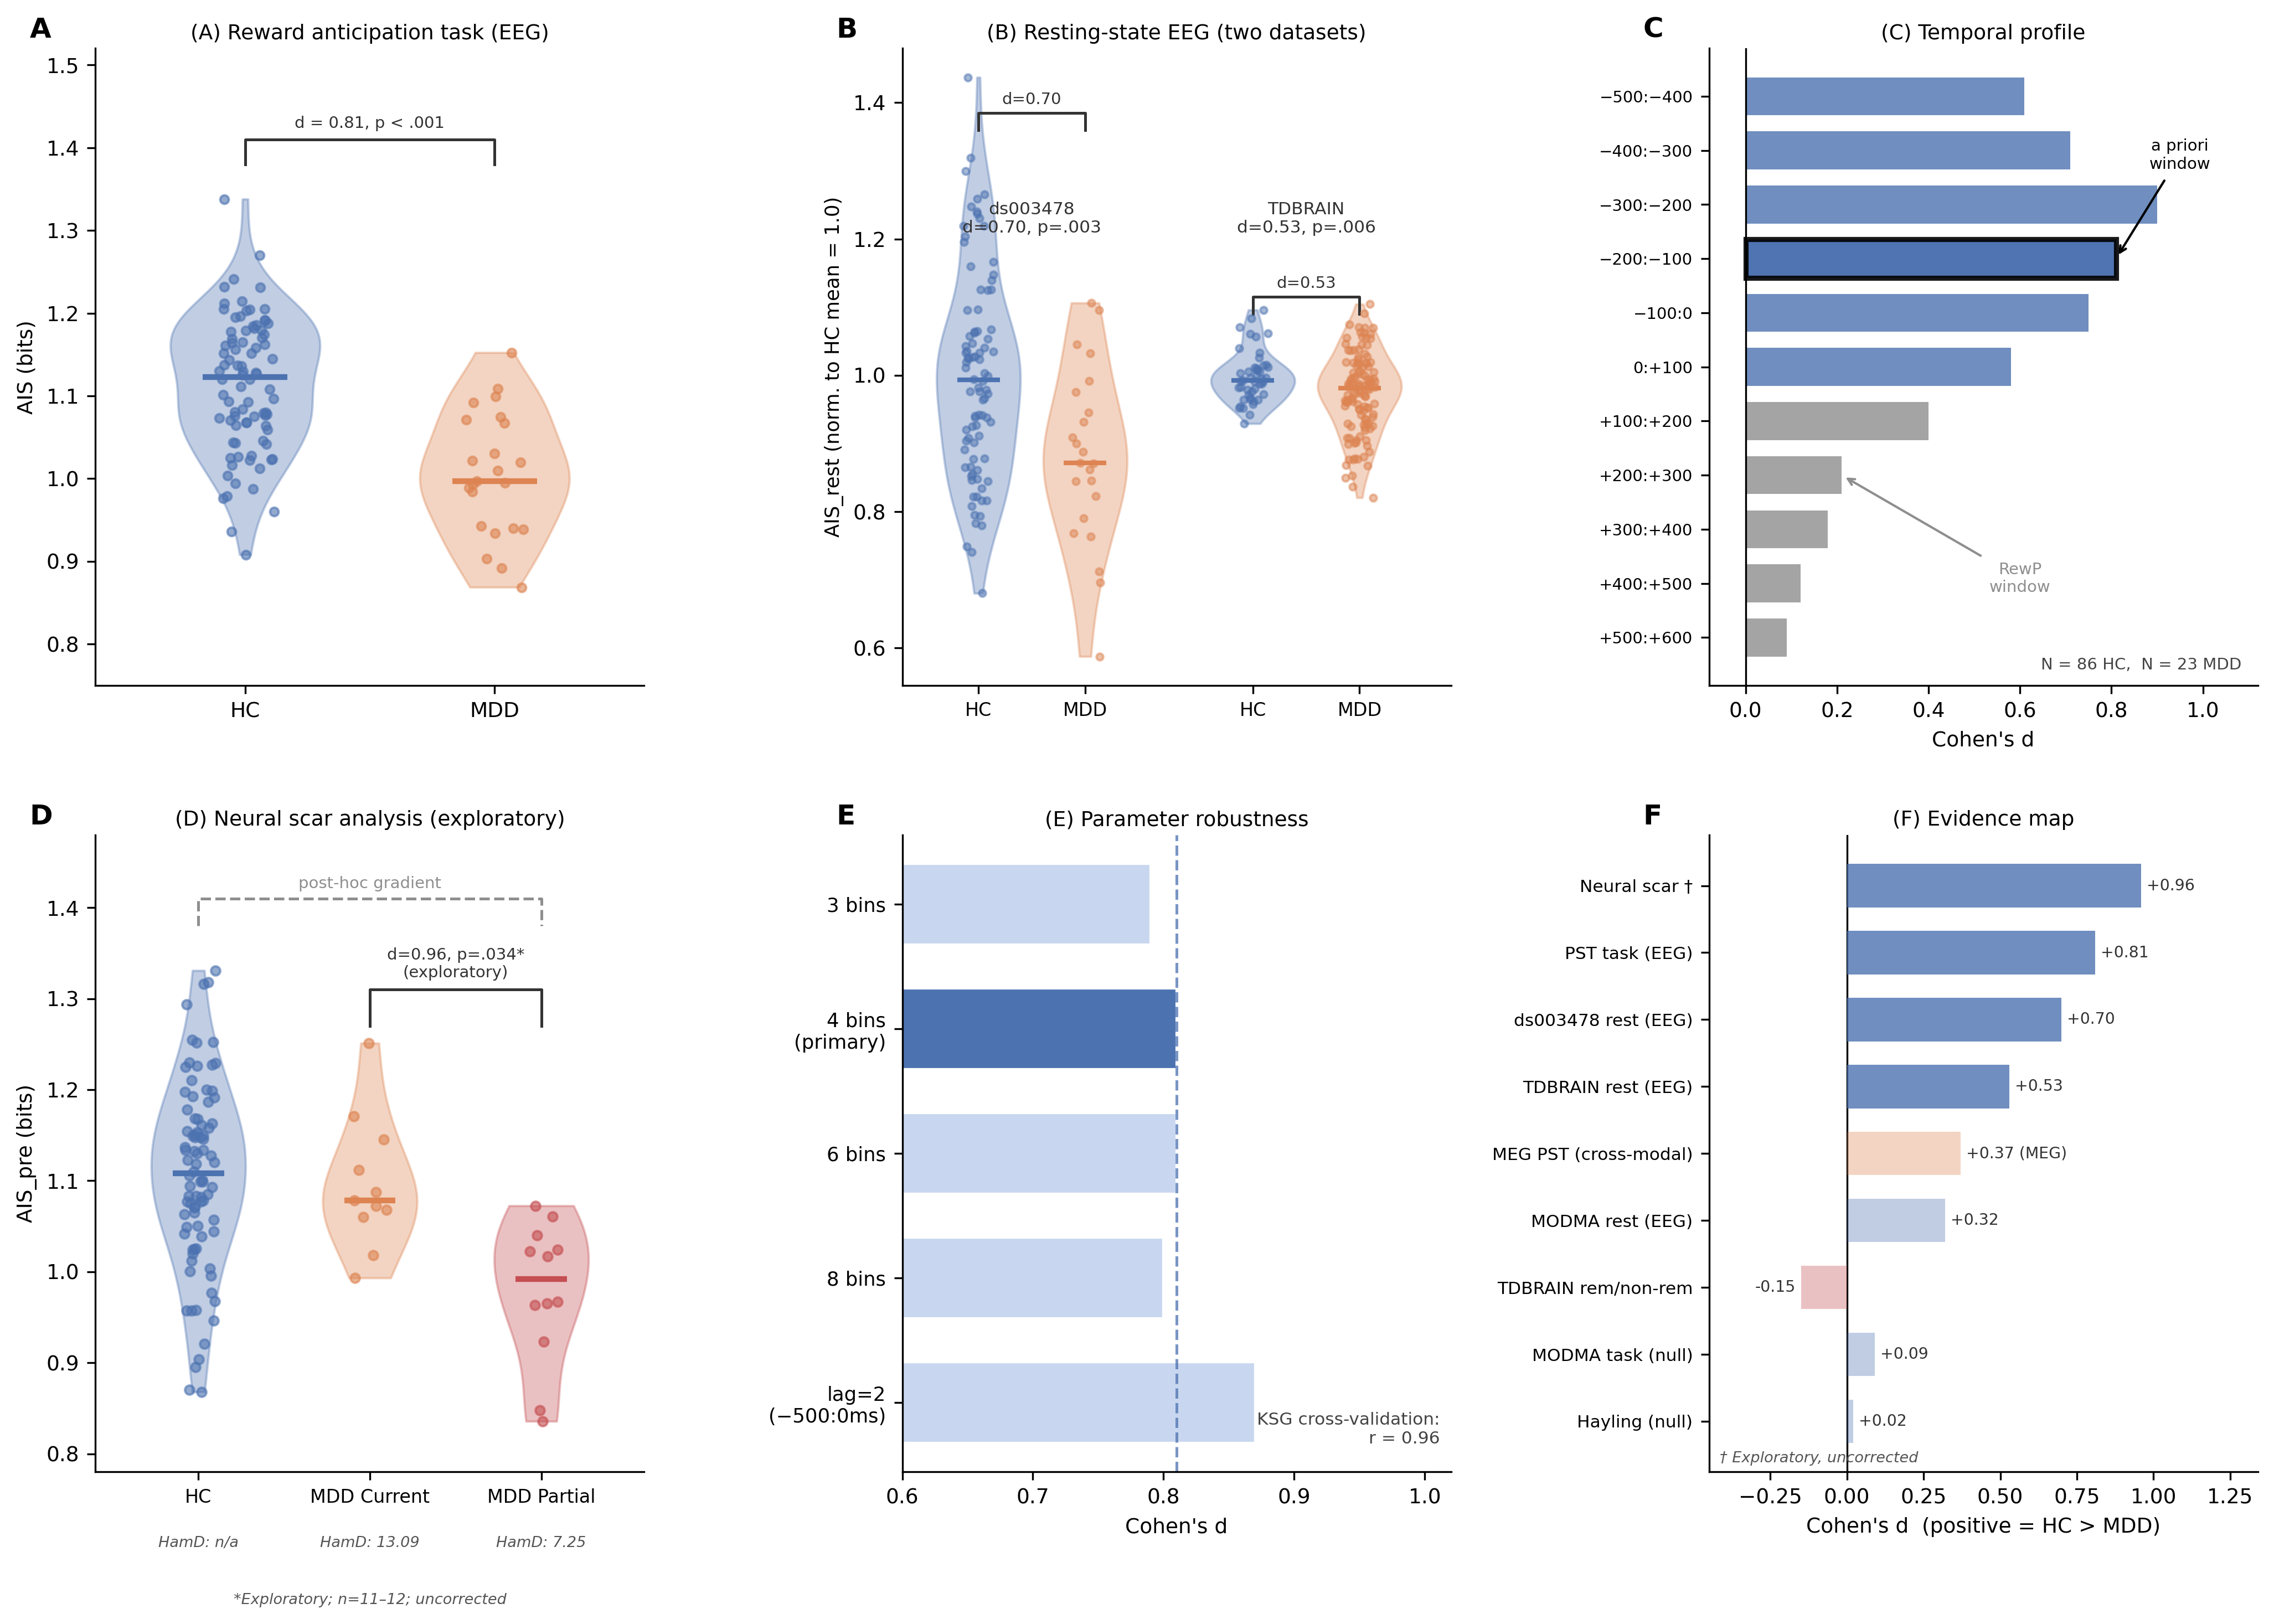 A
(A) Reward anticipation task (EEG)
AIS (bits)
1.5
1.4
1.3
1.2
1.1
1.0
0.9
0.8
d = 0.81, p < .001
HC
MDD
B
(B) Resting-state EEG (two datasets)
AIS_rest (norm. to HC mean = 1.0)
1.4
1.2
1.0
0.8
0.6
d=0.70
ds003478
d=0.70, p=.003
TDBRAIN
d=0.53, p=.006
d=0.53
HC
MDD
HC
MDD
C
(C) Temporal profile
−500:−400
−400:−300
−300:−200
−200:−100
−100:0
0:+100
+100:+200
+200:+300
+300:+400
+400:+500
+500:+600
a priori
window
RewP
window
N = 86 HC,  N = 23 MDD
0.0
0.2
0.4
0.6
0.8
1.0
Cohen's d
D
(D) Neural scar analysis (exploratory)
AIS_pre (bits)
1.4
1.3
1.2
1.1
1.0
0.9
0.8
post-hoc gradient
d=0.96, p=.034*
(exploratory)
HC
MDD Current
MDD Partial
HamD: n/a
HamD: 13.09
HamD: 7.25
*Exploratory; n=11–12; uncorrected
E
(E) Parameter robustness
3 bins
4 bins
(primary)
6 bins
8 bins
lag=2
(−500:0ms)
KSG cross-validation:
r = 0.96
0.6
0.7
0.8
0.9
1.0
Cohen's d
F
(F) Evidence map
Neural scar †
+0.96
PST task (EEG)
+0.81
ds003478 rest (EEG)
+0.70
TDBRAIN rest (EEG)
+0.53
MEG PST (cross-modal)
+0.37 (MEG)
MODMA rest (EEG)
+0.32
TDBRAIN rem/non-rem
-0.15
MODMA task (null)
+0.09
Hayling (null)
+0.02
† Exploratory, uncorrected
−0.25
0.00
0.25
0.50
0.75
1.00
1.25
Cohen's d  (positive = HC > MDD)